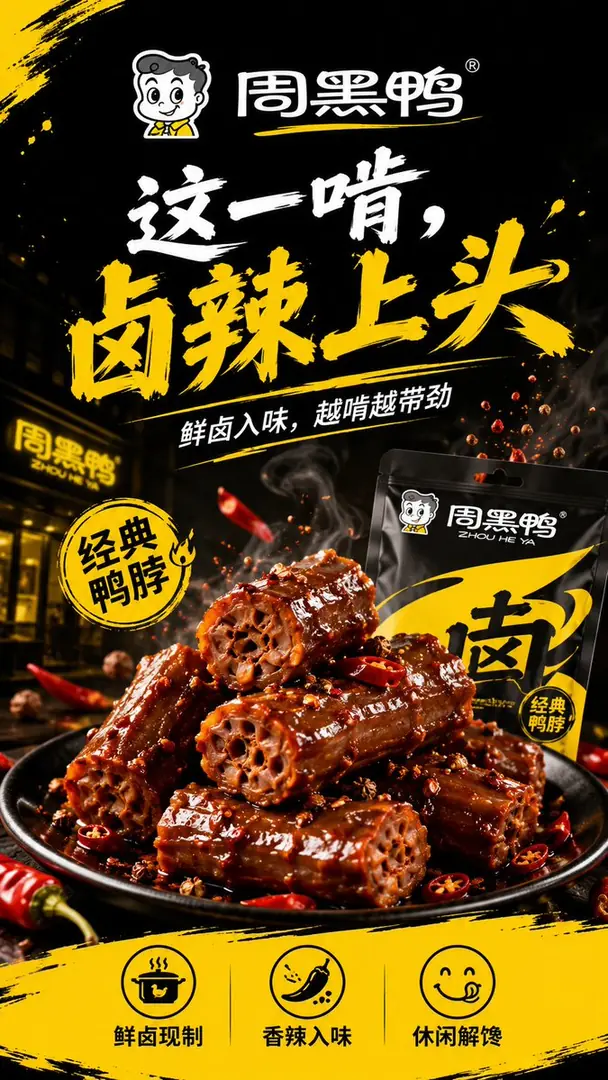 周黑鸭®
这一啃，
卤辣上头
鲜卤入味，越啃越带劲
周黑鸭
ZHOU HE YA
经典
鸭脖
周黑鸭®
ZHOU HE YA
卤
经典
鸭脖
鲜卤现制
香辣入味
休闲解馋